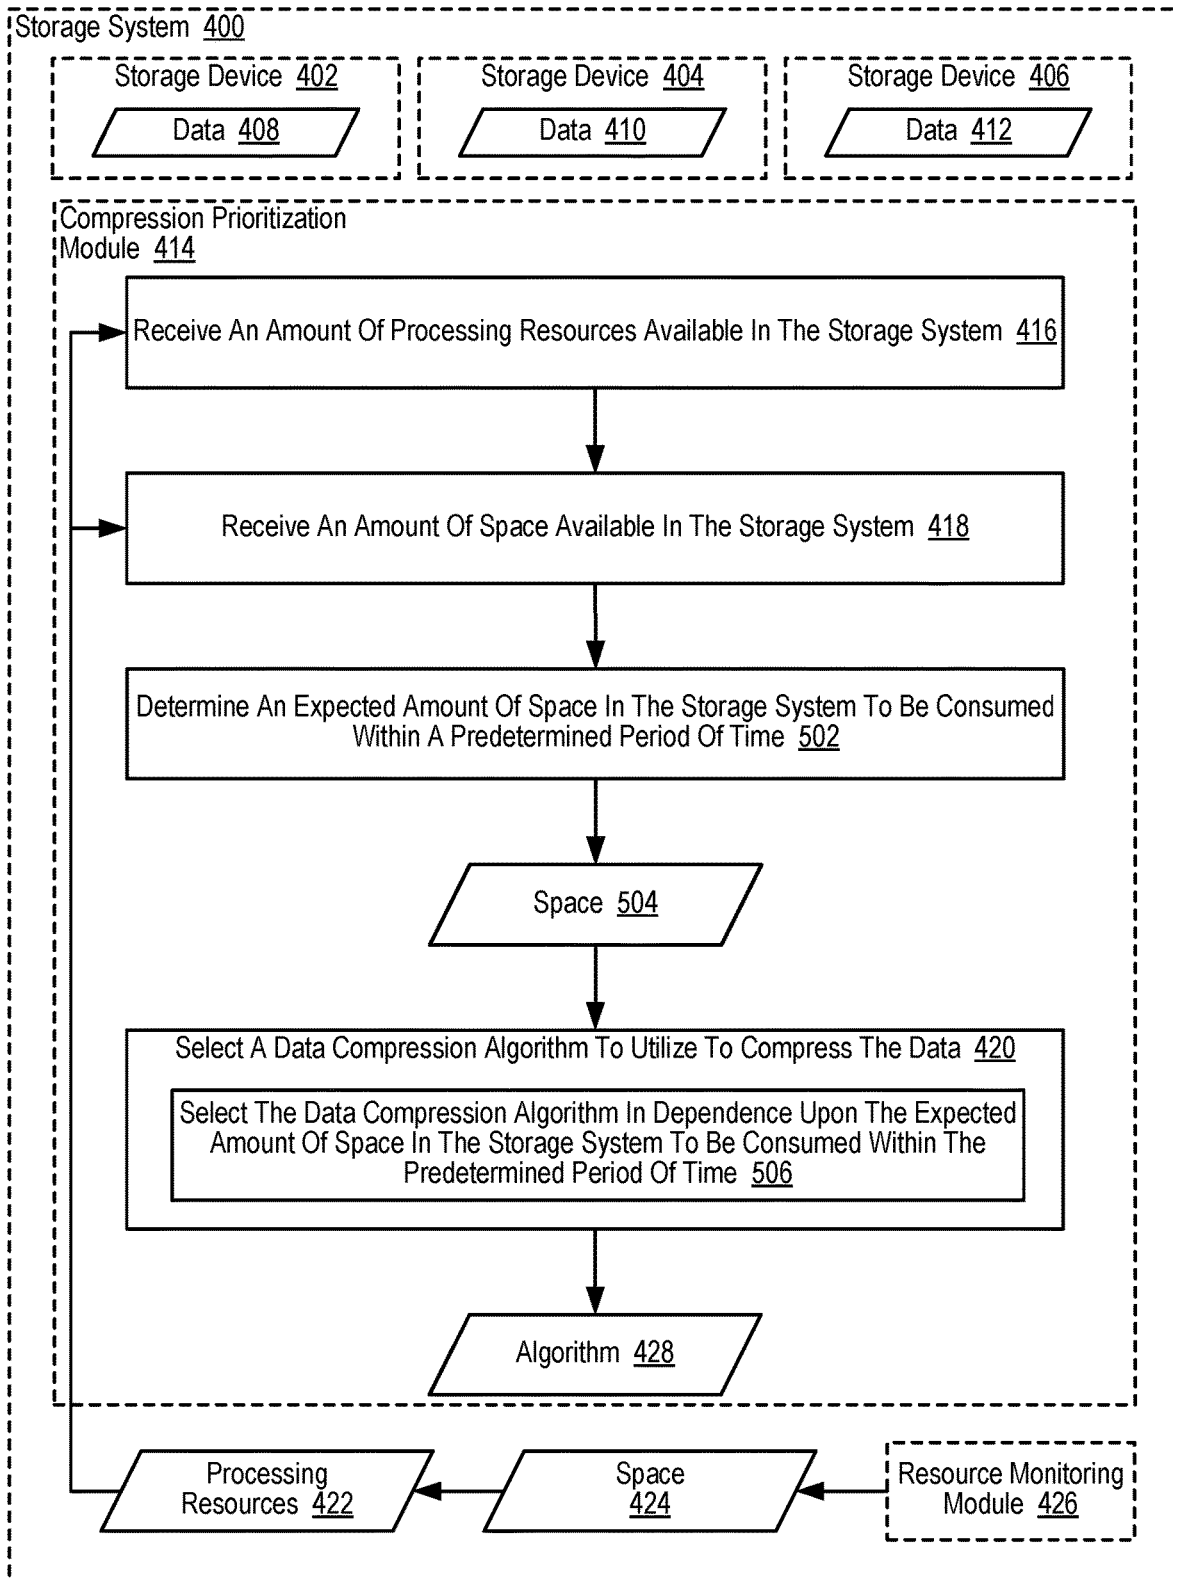 Storage System 400
Storage Device 402
Data 408
Storage Device 404
Data 410
Storage Device 406
Data 412
Compression Prioritization
Module 414
Receive An Amount Of Processing Resources Available In The Storage System 416
Receive An Amount Of Space Available In The Storage System 418
Determine An Expected Amount Of Space In The Storage System To Be Consumed
Within A Predetermined Period Of Time 502
Space 504
Select A Data Compression Algorithm To Utilize To Compress The Data 420
Select The Data Compression Algorithm In Dependence Upon The Expected
Amount Of Space In The Storage System To Be Consumed Within The
Predetermined Period Of Time 506
Algorithm 428
Processing
Resources 422
Space
424
Resource Monitoring
Module 426